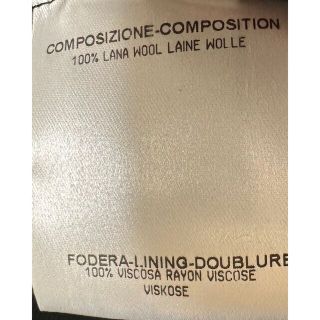 COMPOSIZIONE-COMPOSITION
100% LANA WOOL LAINE WOLLE
FODERA-LINING-DOUBLURE
100% VISCOSA RAYON VISCOSE
VISKOSE